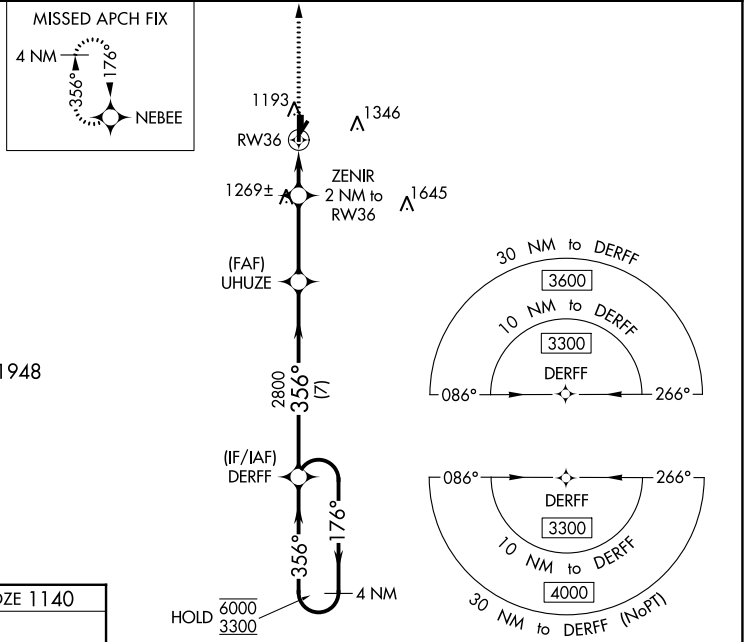 MISSED APCH FIX
4 NM
356°
176°
NEBEE
1193
1346
RW36
ZENIR
2 NM to
RW36
1269±
1645
(FAF)
UHUZE
1948
2800
356°
(7)
(IF/IAF)
DERFF
356°
176°
4 NM
HOLD 6000
3300
30 NM to DERFF
3600
10 NM to DERFF
3300
DERFF
086°
266°
086°
266°
DERFF
3300
10 NM to DERFF
4000
30 NM to DERFF (NoPT)
DZE 1140